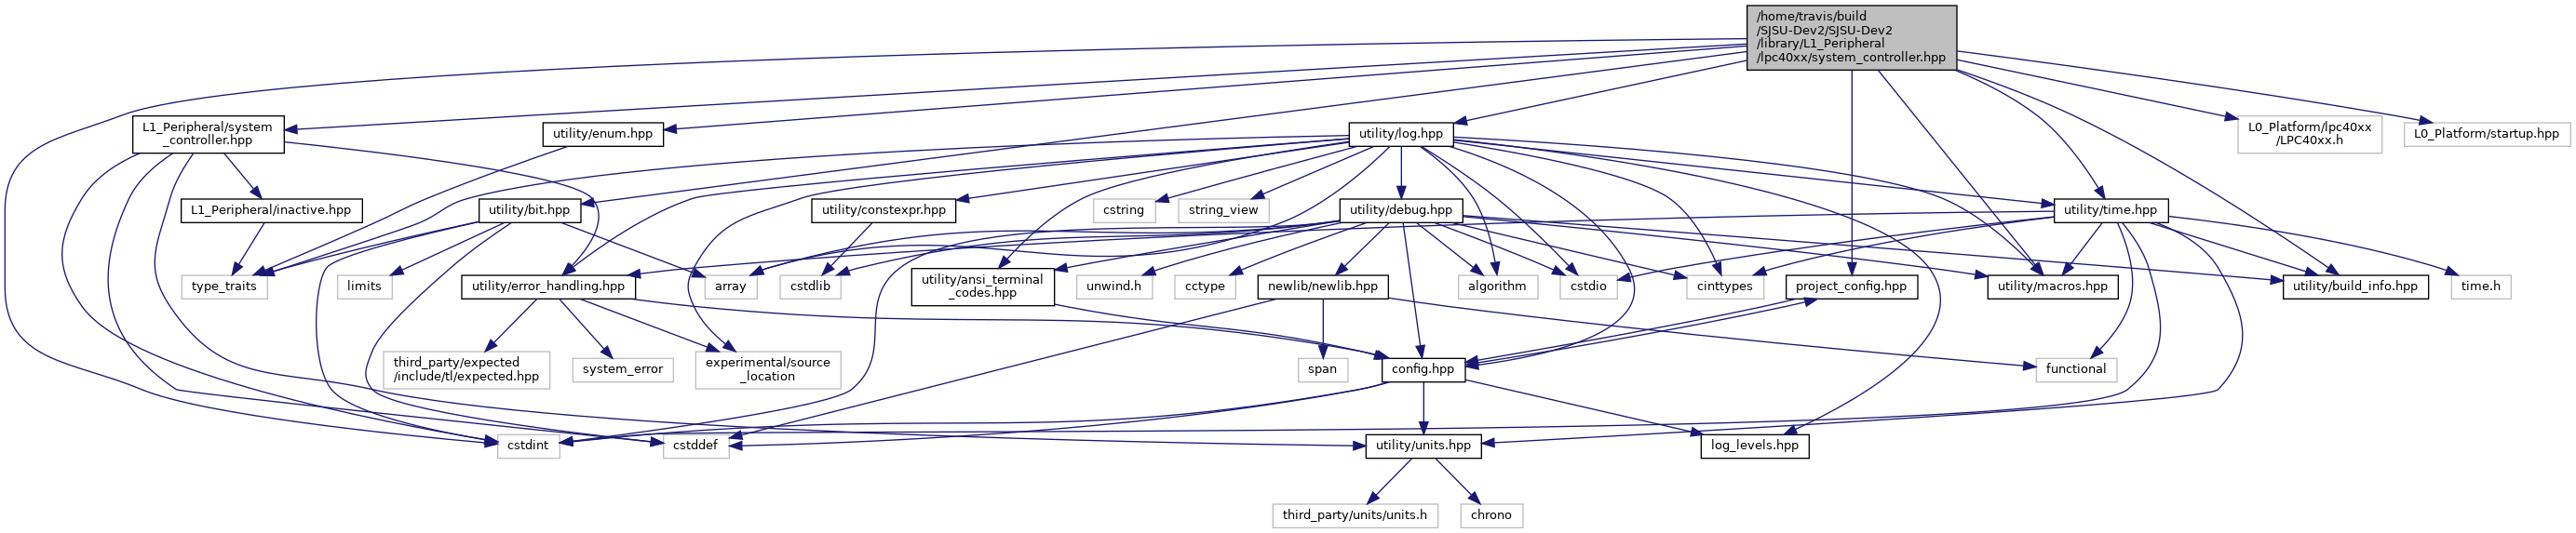 /home/travis/build
/SJSU-Dev2/SJSU-Dev2
/library/L1_Peripheral
/lpc40xx/system_controller.hpp
L1_Peripheral/system
_controller.hpp
utility/enum.hpp
utility/log.hpp
L0_Platform/lpc40xx
/LPC40xx.h
L0_Platform/startup.hpp
L1_Peripheral/inactive.hpp
utility/bit.hpp
utility/constexpr.hpp
cstring
string_view
utility/debug.hpp
utility/time.hpp
type_traits
limits
utility/error_handling.hpp
array
cstdlib
utility/ansi_terminal
_codes.hpp
unwind.h
cctype
newlib/newlib.hpp
algorithm
cstdio
cinttypes
project_config.hpp
utility/macros.hpp
utility/build_info.hpp
time.h
third_party/expected
/include/tl/expected.hpp
system_error
experimental/source
_location
span
config.hpp
functional
cstdint
cstddef
utility/units.hpp
log_levels.hpp
third_party/units/units.h
chrono